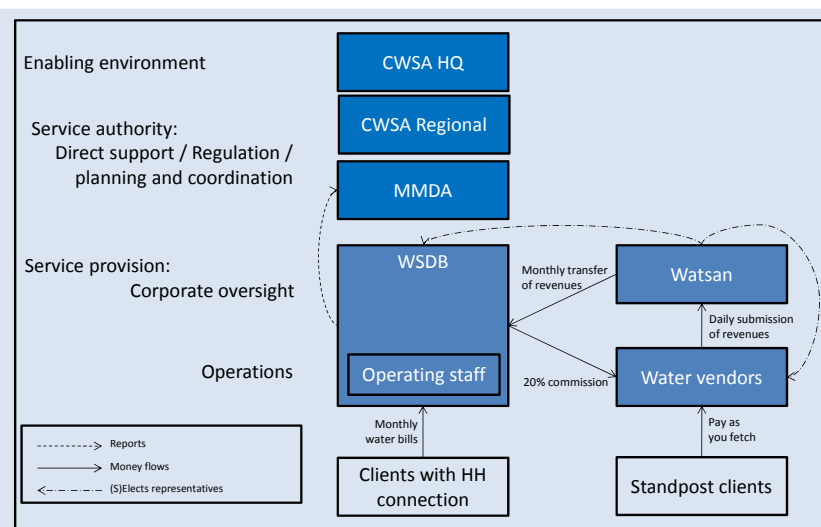 Enabling environment
CWSA HQ
Service authority:
Direct support / Regulation /
planning and coordination
CWSA Regional
MMDA
Service provision:
Corporate oversight
WSDB
Monthly transfer
of revenues
Watsan
Daily submission
of revenues
Operations
Operating staff
20% commission
Water vendors
Monthly
water bills
Pay as
you fetch
Clients with HH
connection
Standpost clients
Reports
Money flows
(S)Elects representatives